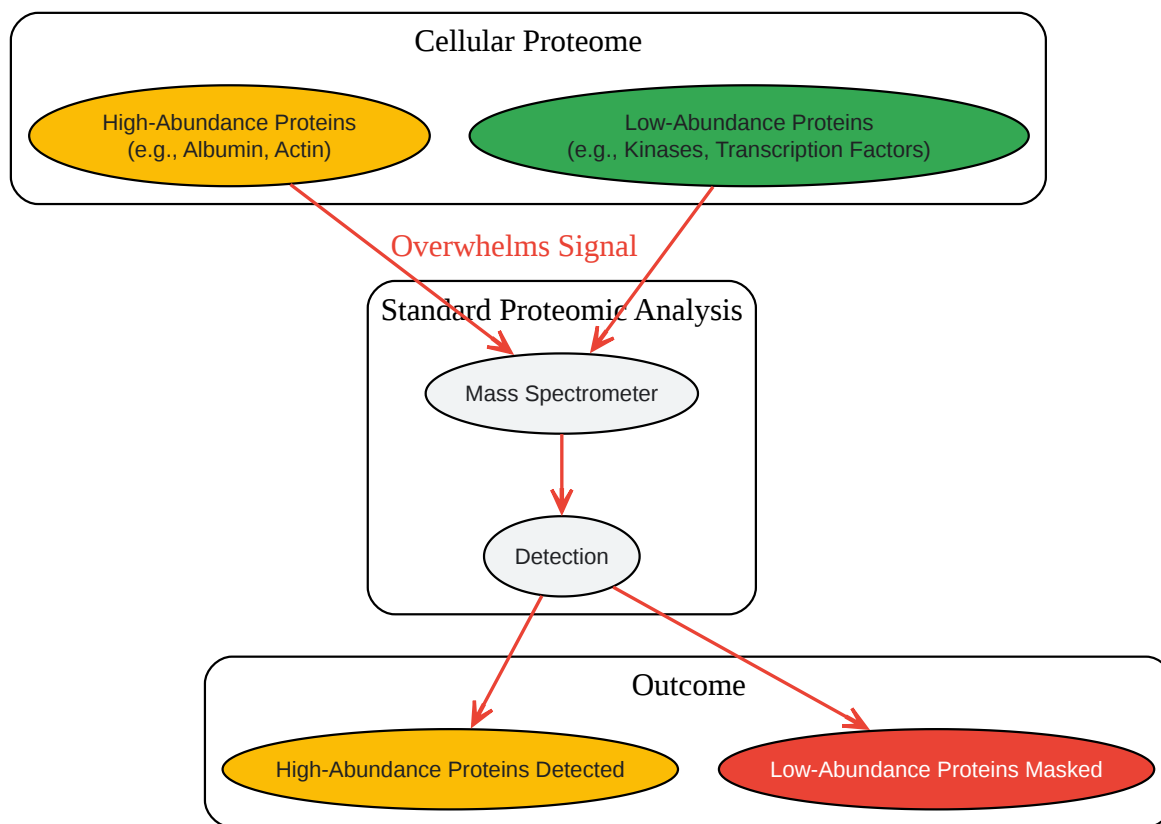 Cellular Proteome
High-Abundance Proteins
(e.g., Albumin, Actin)
Low-Abundance Proteins
(e.g., Kinases, Transcription Factors)
Overwhelms Signal
Standard Proteomic Analysis
Mass Spectrometer
Detection
Outcome
High-Abundance Proteins Detected
Low-Abundance Proteins Masked